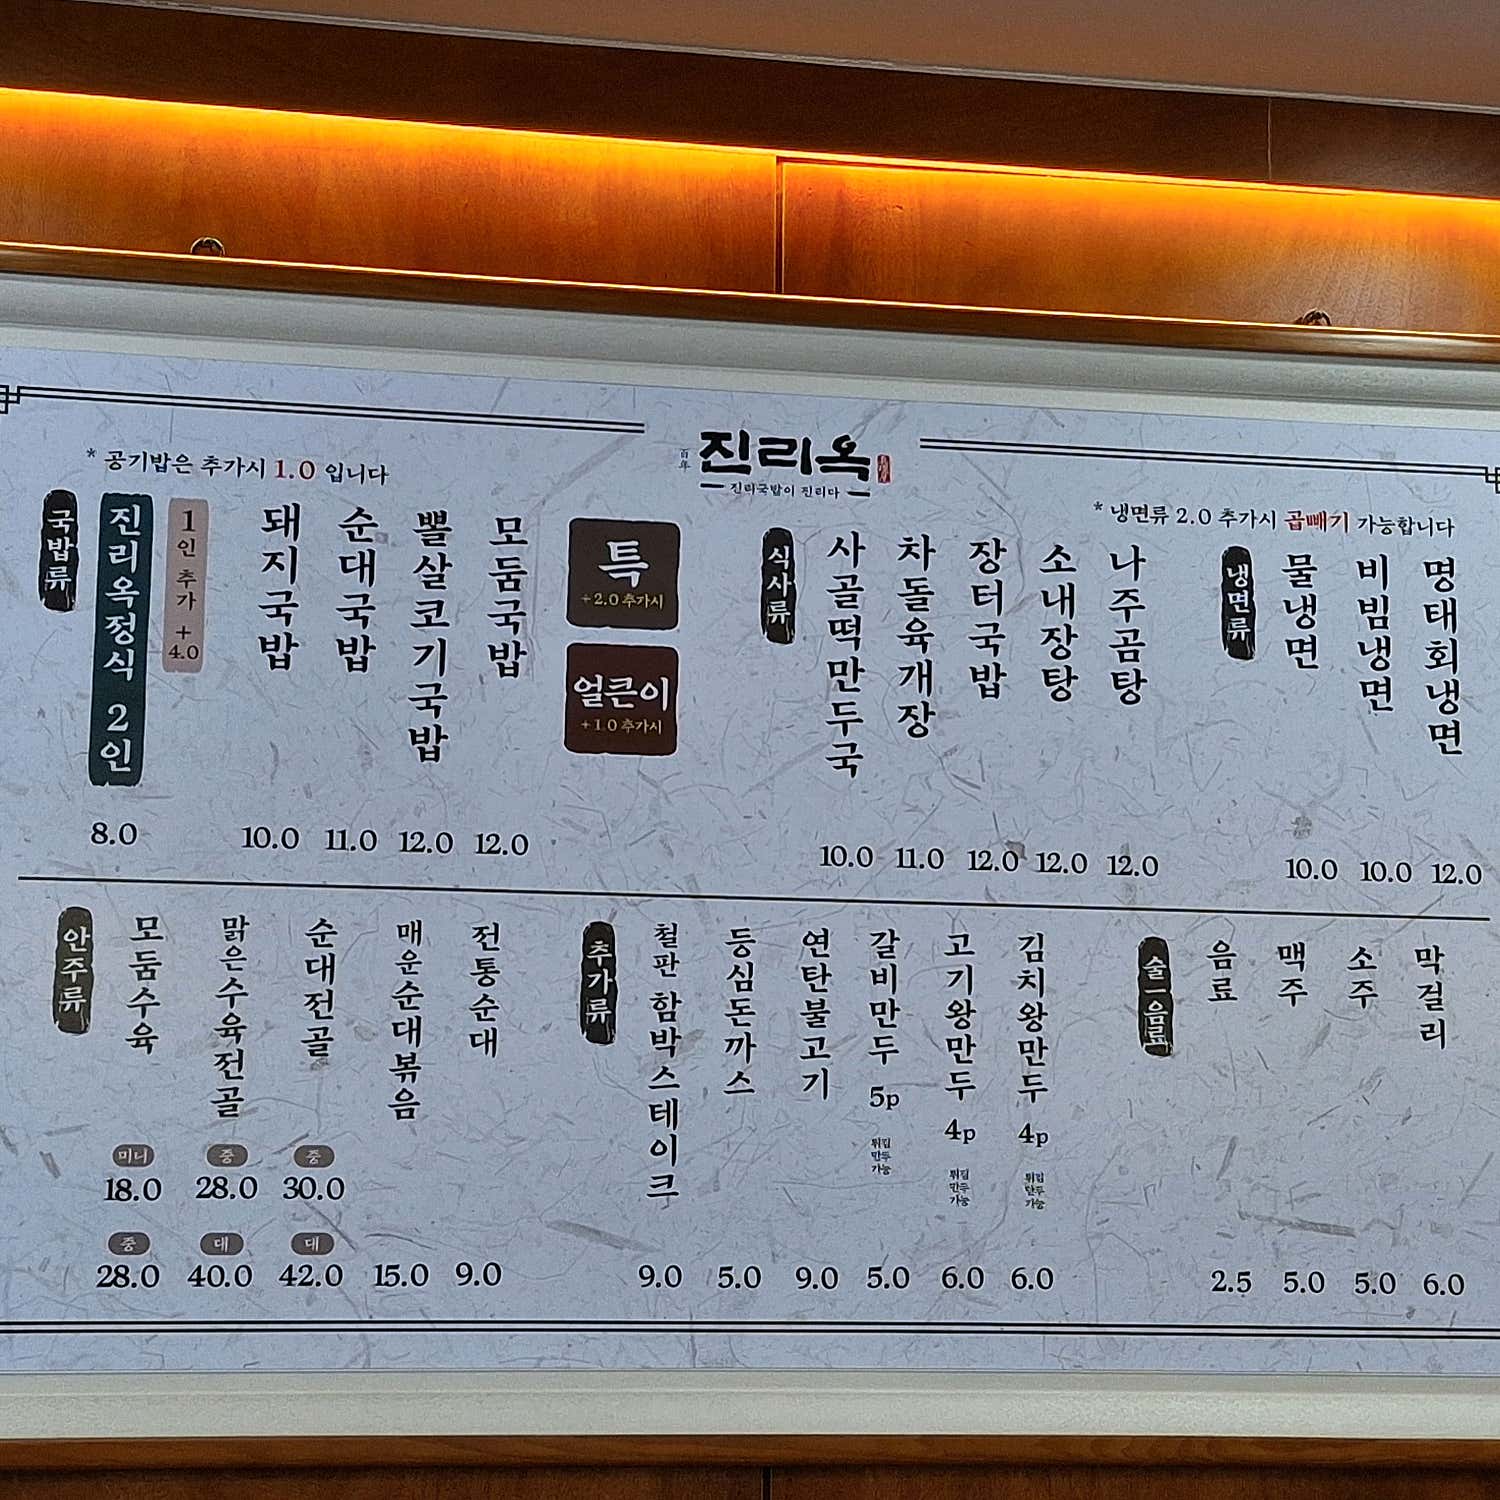 百年
진리옥
진리국밥이 진리다
* 공기밥은 추가시 1.0 입니다
국밥류
진리옥정식 2인
8.0
1인 추가 + 4.0
돼지국밥
10.0
순대국밥
11.0
뽈살코기국밥
12.0
모둠국밥
12.0
특
+2.0 추가시
얼큰이
+1.0 추가시
식사류
사골떡만두국
10.0
차돌육개장
11.0
장터국밥
12.0
소내장탕
12.0
나주곰탕
12.0
* 냉면류 2.0 추가시 곱빼기 가능합니다
냉면류
물냉면
10.0
비빔냉면
10.0
명태회냉면
12.0
안주류
모둠수육
미니
18.0
중
28.0
맑은수육전골
중
28.0
대
40.0
순대전골
중
30.0
대
42.0
매운순대볶음
15.0
전통순대
9.0
추가류
철판 함박스테이크
9.0
등심돈까스
5.0
연탄불고기
9.0
갈비만두 5p
튀김
만두
가능
5.0
고기왕만두 4p
튀김
만두
가능
6.0
김치왕만두 4p
튀김
만두
가능
6.0
술ㅣ음료
음료
2.5
맥주
5.0
소주
5.0
막걸리
6.0